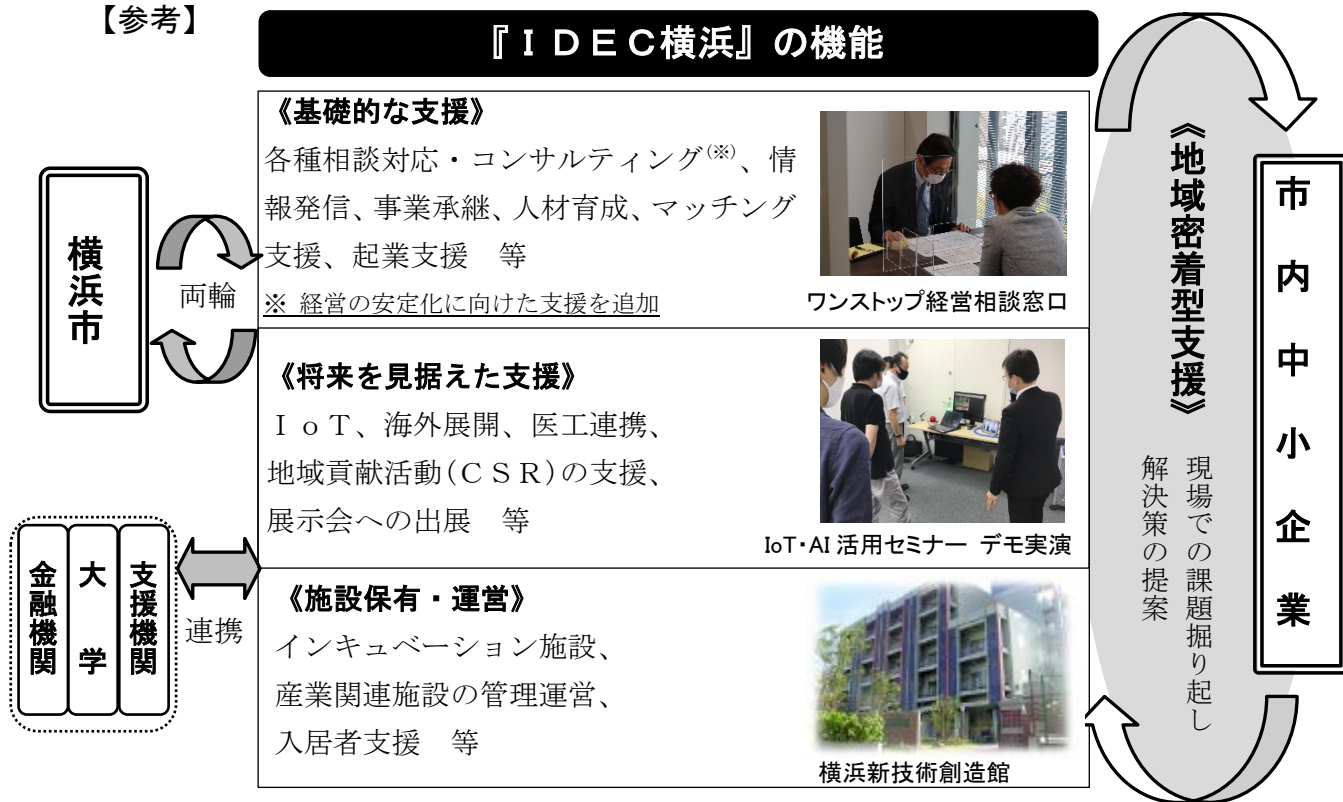 【参考】
『ＩＤＥＣ横浜』の機能
横浜市
両輪
《基礎的な支援》
各種相談対応・コンサルティング(※)、情
報発信、事業承継、人材育成、マッチング
支援、起業支援　等
※ 経営の安定化に向けた支援を追加
ワンストップ経営相談窓口
《将来を見据えた支援》
ＩｏＴ、海外展開、医工連携、
地域貢献活動(ＣＳＲ)の支援、
展示会への出展　等
IoT・AI 活用セミナー デモ実演
金融機関
大学
支援機関
連携
《施設保有・運営》
インキュベーション施設、
産業関連施設の管理運営、
入居者支援　等
横浜新技術創造館
《地域密着型支援》
現場での課題掘り起し
解決策の提案
市内中小企業